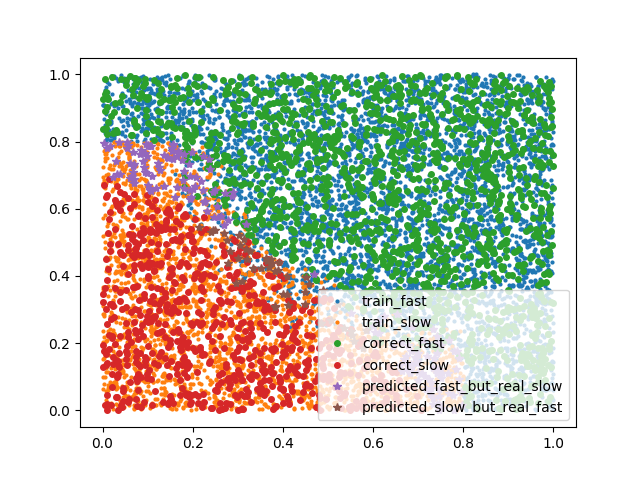 1.0
0.8
0.6
0.4
0.2
0.0
train_fast
train_slow
correct_fast
correct_slow
predicted_fast_but_real_slow
predicted_slow_but_real_fast
0.0 0.2 0.4 0.6 0.8 1.0